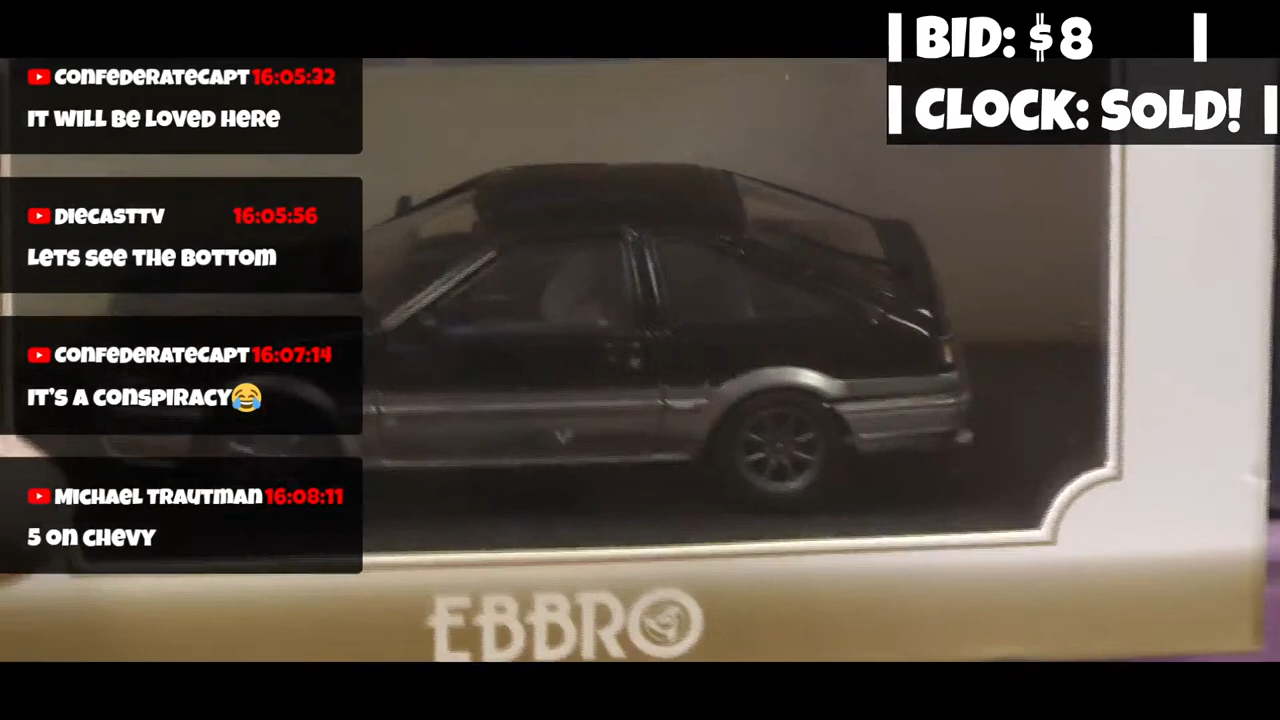 CONFEDERATECAPT 16:05:32
IT WILL BE LOVED HERE
DIECASTTV 16:05:56
LETS SEE THE BOTTOM
CONFEDERATECAPT 16:07:14
IT'S A CONSPIRACY😂
MICHAEL TRAUTMAN 16:08:11
5 ON CHEVY
| BID: $8 |
| CLOCK: SOLD! |
EBBRO